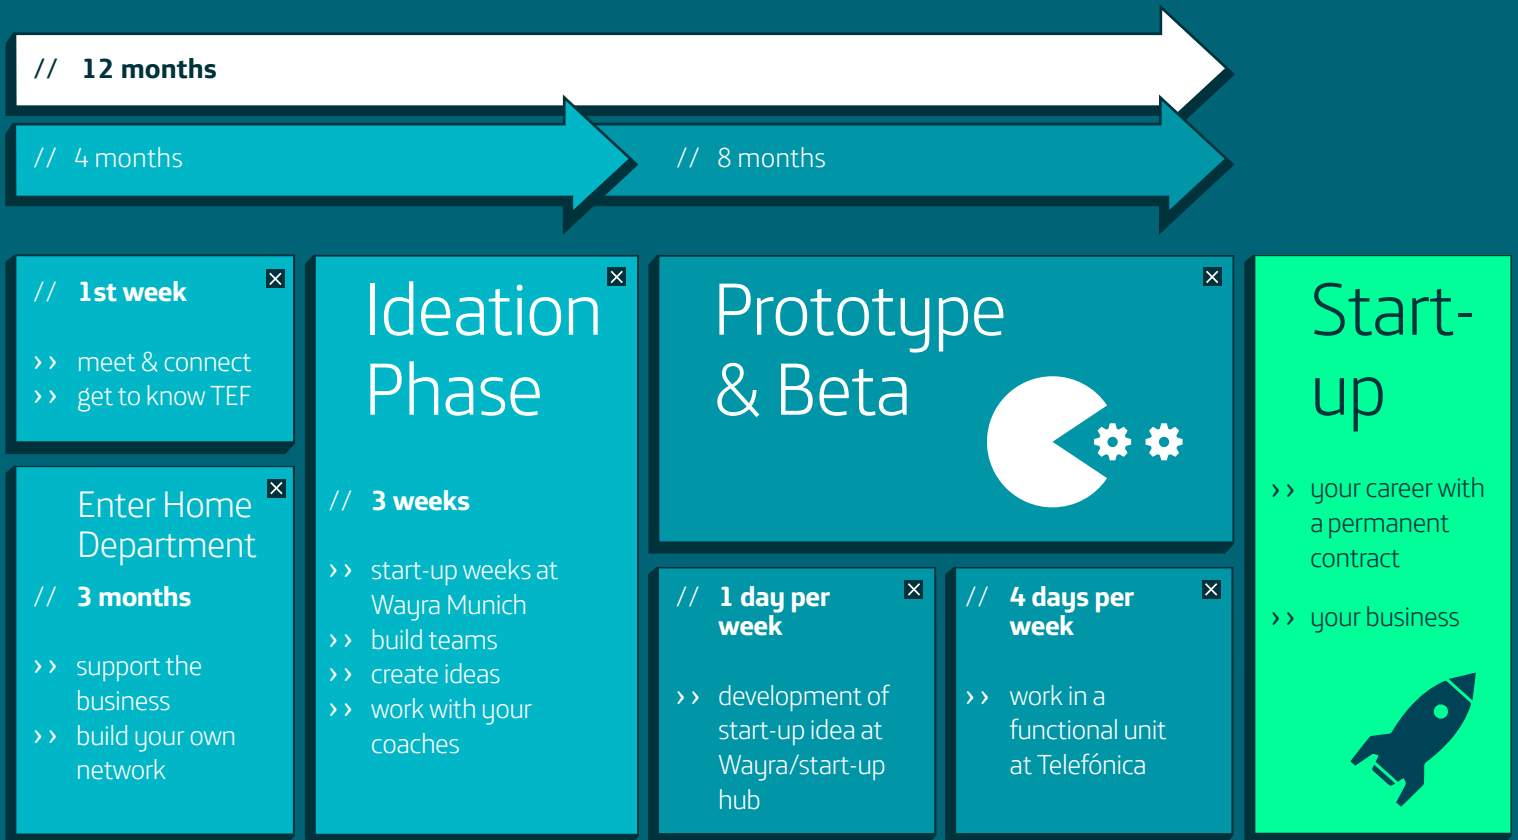 // 12 months
// 4 months
// 8 months
// 1st week
›› meet & connect
›› get to know TEF
Enter Home
Department
// 3 months
›› support the
business
›› build your own
network
Ideation
Phase
// 3 weeks
›› start-up weeks at
Wayra Munich
›› build teams
›› create ideas
›› work with your
coaches
Prototype
& Beta
// 1 day per
week
›› development of
start-up idea at
Wayra/start-up
hub
// 4 days per
week
›› work in a
functional unit
at Telefónica
Start-
up
›› your career with
a permanent
contract
›› your business